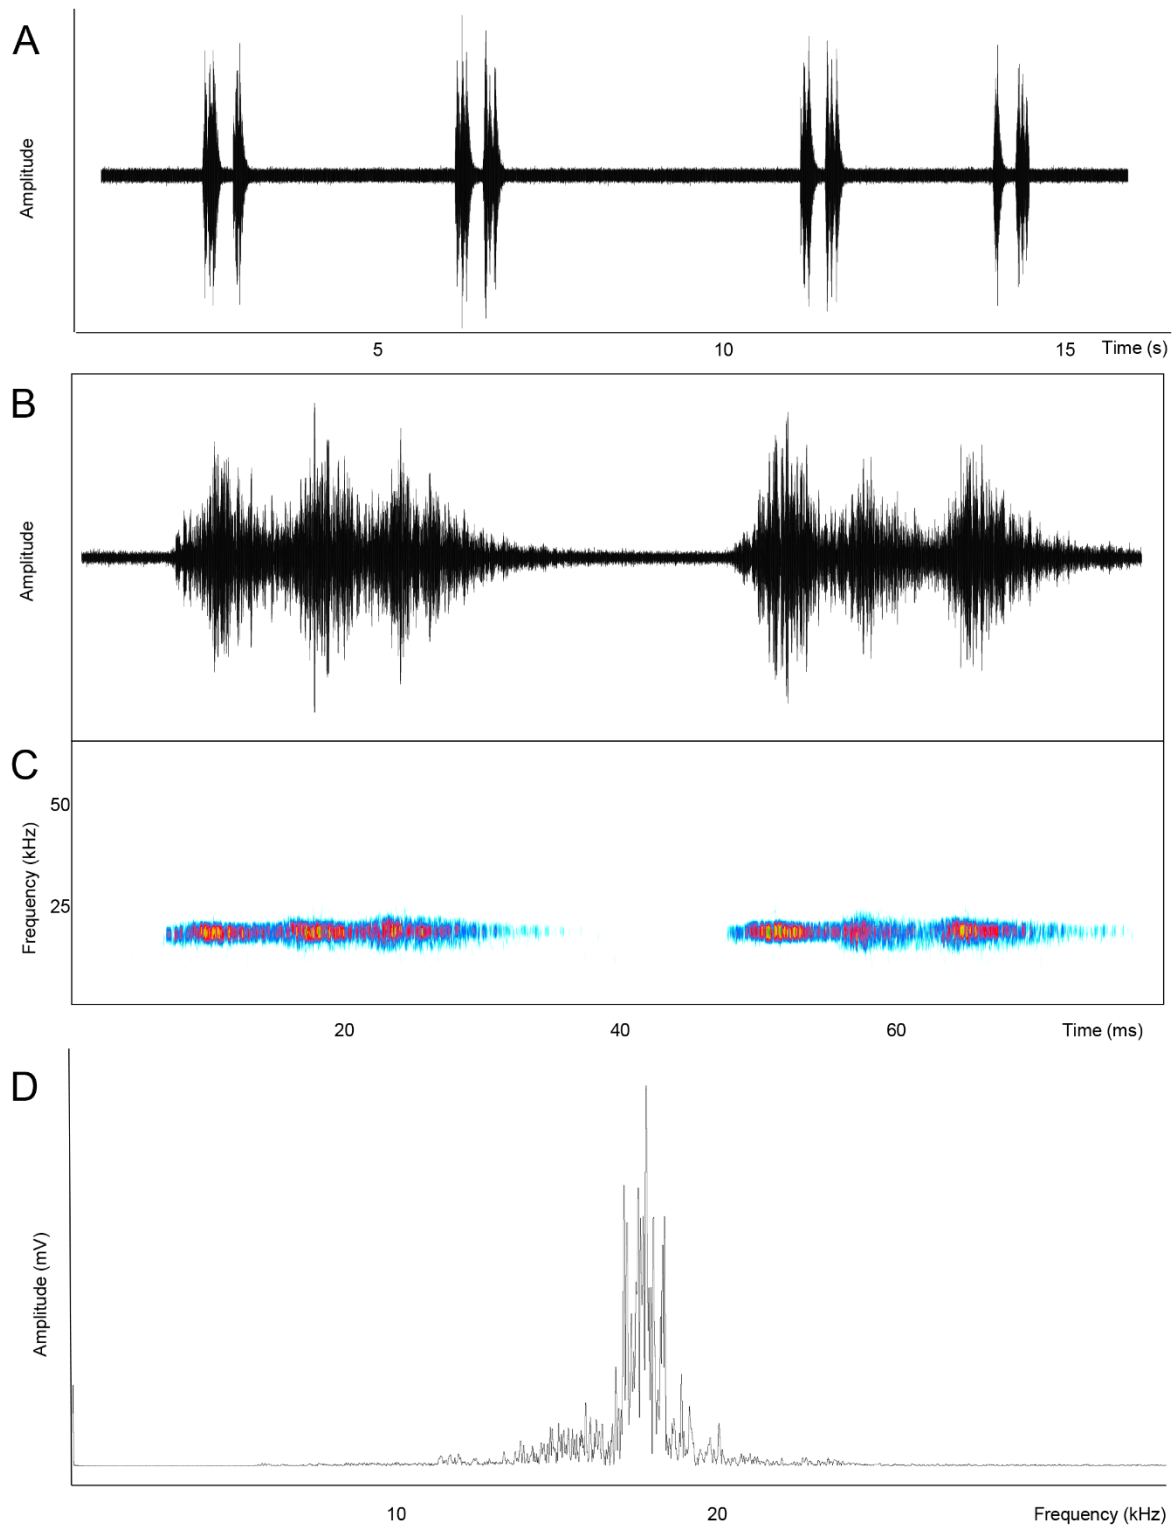 A
Amplitude
5 10 15 Time (s)
B
Amplitude
C
50
25
Frequency (kHz)
20 40 60 Time (ms)
D
Amplitude (mV)
10 20 Frequency (kHz)